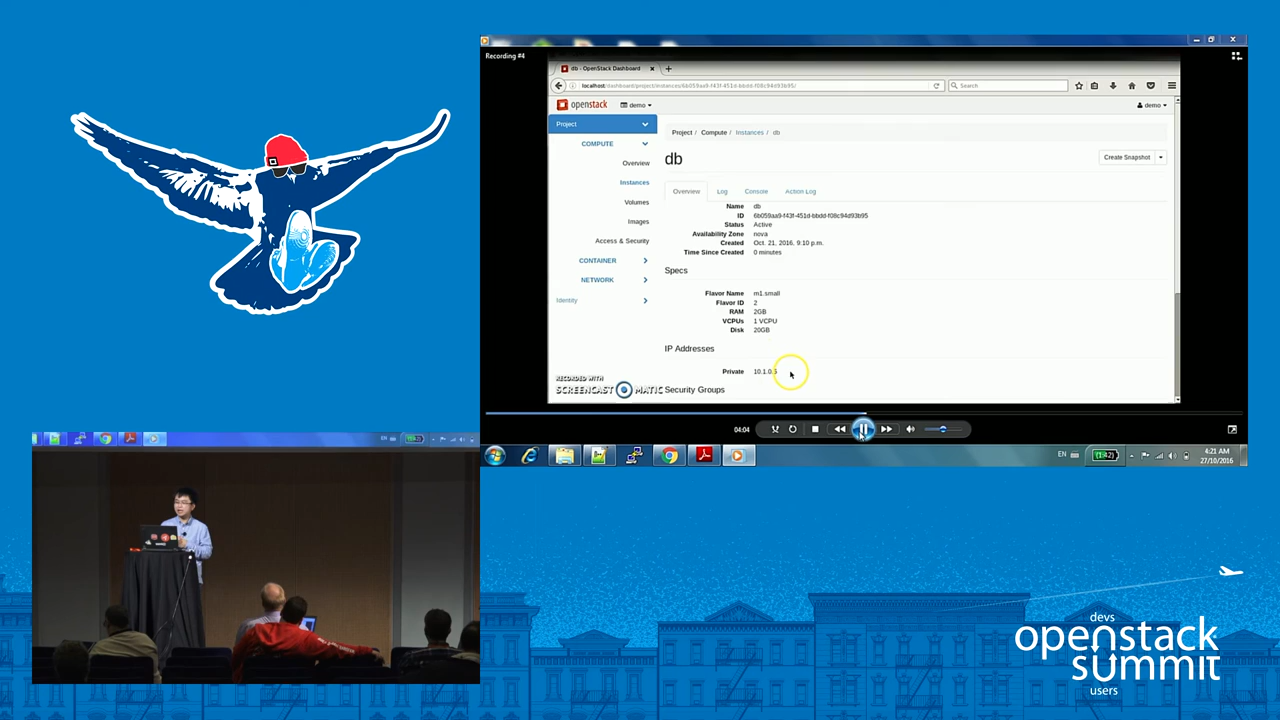 Recording #4
db - OpenStack Dashboard
localhost/dashboard/project/instances/6b059aa9-f43f-451d-bbdd-f08c94d93b95/
Search
openstack
demo
demo
Project
Project / Compute / Instances / db
COMPUTE
db
Create Snapshot
Overview
Instances
Volumes
Images
Access & Security
CONTAINER
NETWORK
Identity
Overview Log Console Action Log
Name db
ID 6b059aa9-f43f-451d-bbdd-f08c94d93b95
Status Active
Availability Zone nova
Created Oct. 21, 2016, 9:10 p.m.
Time Since Created 0 minutes
Specs
Flavor Name m1.small
Flavor ID 2
RAM 2GB
VCPUs 1 VCPU
Disk 20GB
IP Addresses
Private
RECORDED WITH
SCREENCAST MATIC
Security Groups
04:04
EN
(1:42)
4:21 AM
27/10/2016
EN
devs
openstack
summit
users